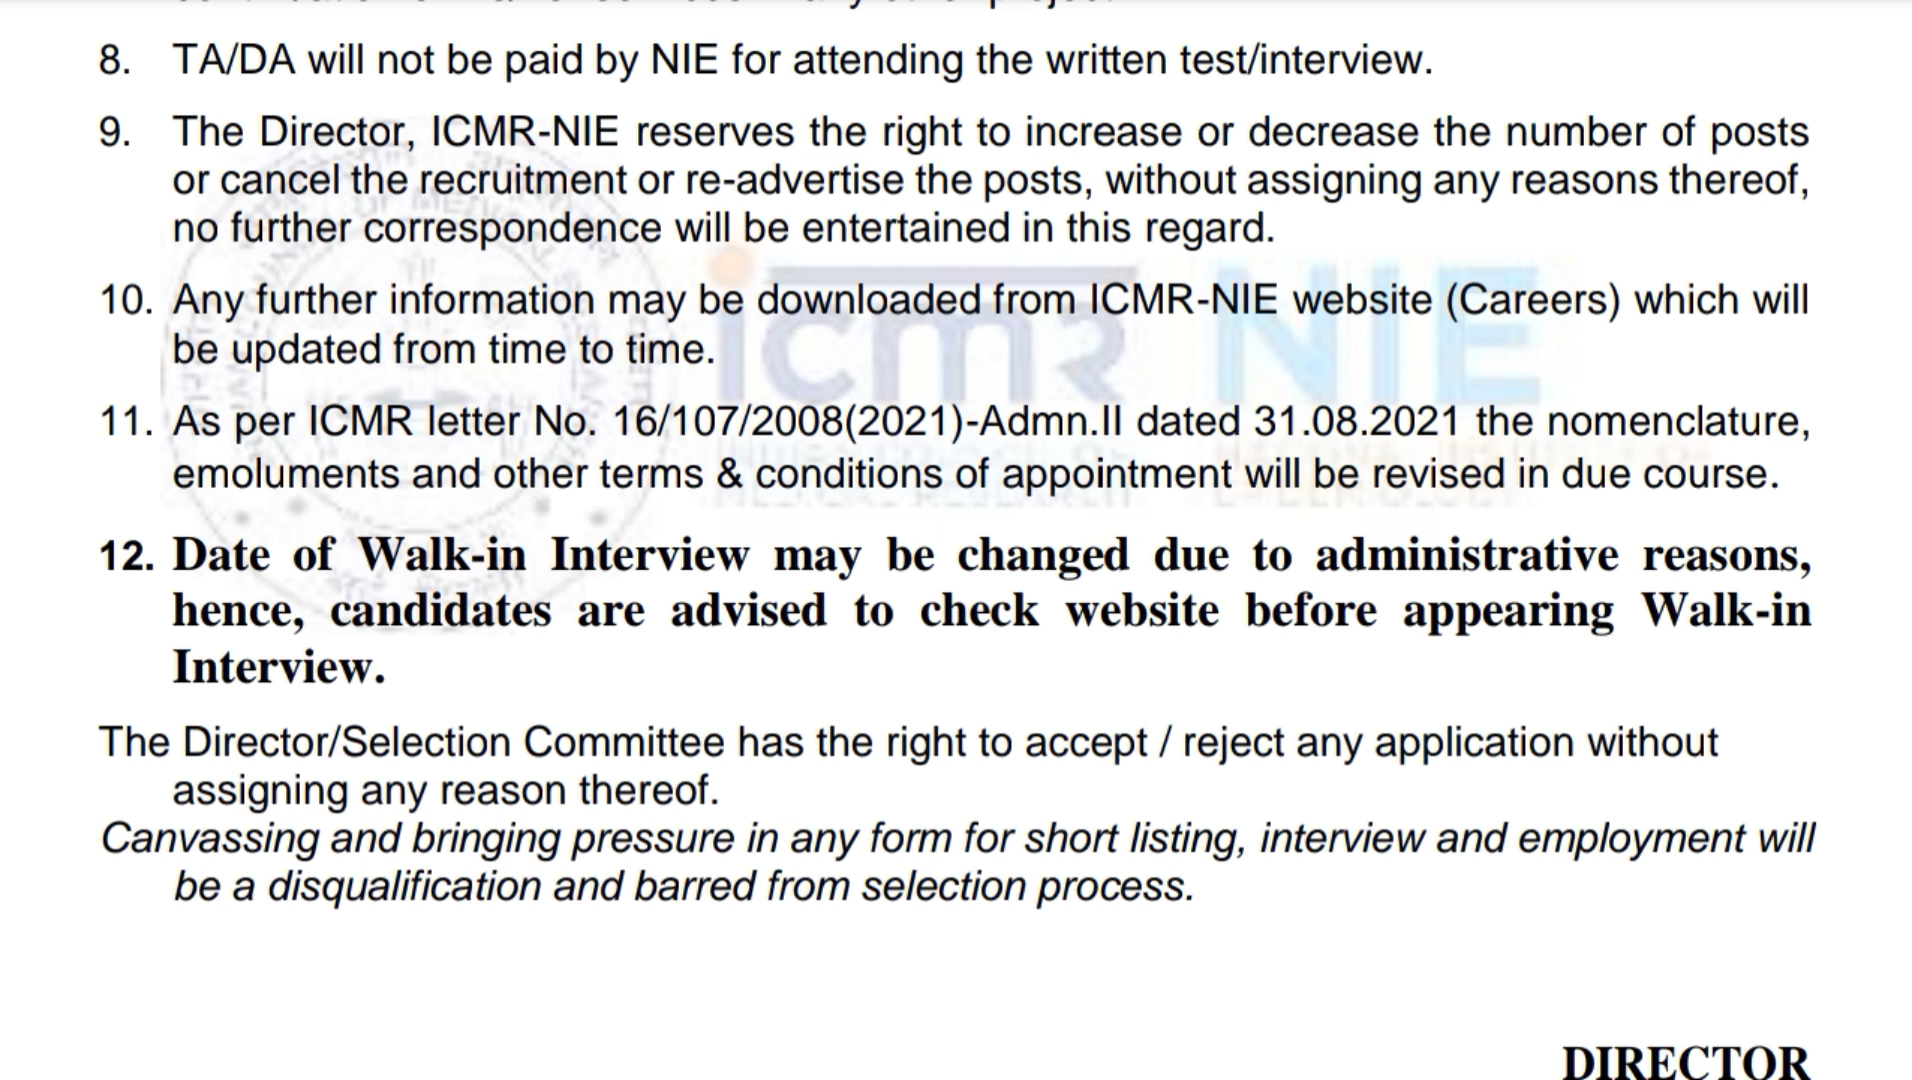 8. TA/DA will not be paid by NIE for attending the written test/interview.
9. The Director, ICMR-NIE reserves the right to increase or decrease the number of posts
or cancel the recruitment or re-advertise the posts, without assigning any reasons thereof,
no further correspondence will be entertained in this regard.
10. Any further information may be downloaded from ICMR-NIE website (Careers) which will
be updated from time to time.
11. As per ICMR letter No. 16/107/2008(2021)-Admn.II dated 31.08.2021 the nomenclature,
emoluments and other terms & conditions of appointment will be revised in due course.
12. Date of Walk-in Interview may be changed due to administrative reasons,
hence, candidates are advised to check website before appearing Walk-in
Interview.
The Director/Selection Committee has the right to accept / reject any application without
assigning any reason thereof.
Canvassing and bringing pressure in any form for short listing, interview and employment will
be a disqualification and barred from selection process.
DIRECTOR
icmr NIE